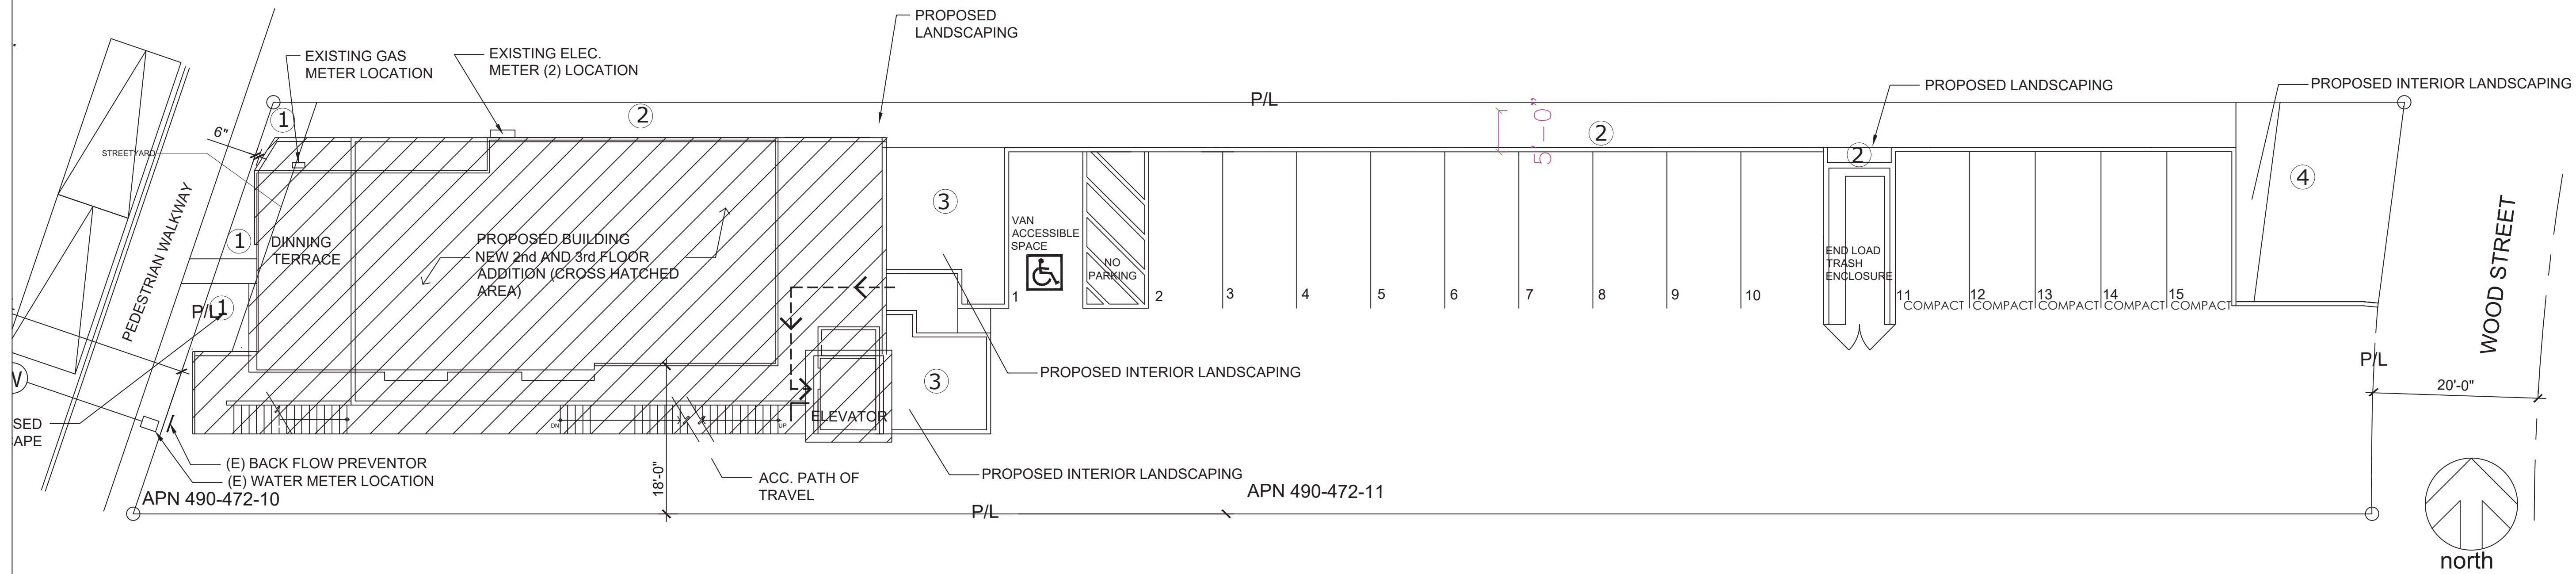 PROPOSED
LANDSCAPING
EXISTING GAS
METER LOCATION
EXISTING ELEC.
METER (2) LOCATION
PROPOSED LANDSCAPING
PROPOSED INTERIOR LANDSCAPING
P/L
5'-0"
1
2
2
2
6"
STREETYARD
PEDESTRIAN WALKWAY
1
DINNING
TERRACE
PROPOSED BUILDING
NEW 2nd AND 3rd FLOOR
ADDITION (CROSS HATCHED
AREA)
3
VAN
ACCESSIBLE
SPACE
NO
PARKING
END LOAD
TRASH
ENCLOSURE
4
WOOD STREET
P/L
1
1
2
3
4
5
6
7
8
9
10
11
12
13
14
15
COMPACT
COMPACT
COMPACT
COMPACT
COMPACT
P/L
20'-0"
W
PROPOSED INTERIOR LANDSCAPING
3
ELEVATOR
DN
UP
SED
APE
(E) BACK FLOW PREVENTOR
(E) WATER METER LOCATION
18'-0"
ACC. PATH OF
TRAVEL
PROPOSED INTERIOR LANDSCAPING
APN 490-472-10
APN 490-472-11
P/L
north